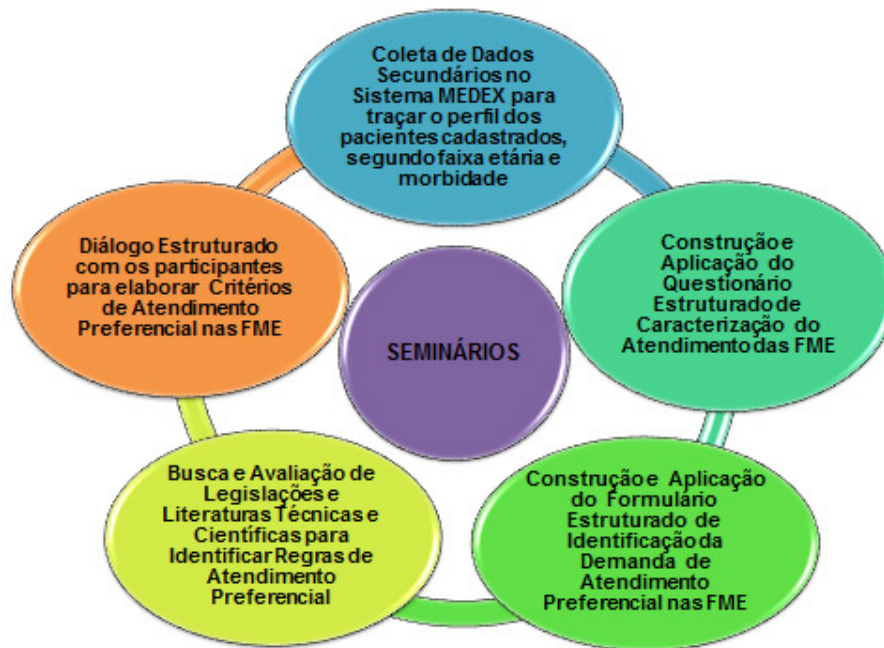 Coleta de Dados
Secundários no
Sistema MEDEX para
traçar o perfil dos
pacientes cadastrados,
segundo faixa etária e
morbidade
Construção e
Aplicação do
Questionário
Estruturado de
Caracterização do
Atendimento das FME
Construção e Aplicação
do Formulário
Estruturado de
Identificação da
Demanda de
Atendimento
Preferencial nas FME
Busca e Avaliação de
Legislações e
Literaturas Técnicas e
Científicas para
Identificar Regras de
Atendimento
Preferencial
Diálogo Estruturado
com os participantes
para elaborar Critérios
de Atendimento
Preferencial nas FME
SEMINÁRIOS